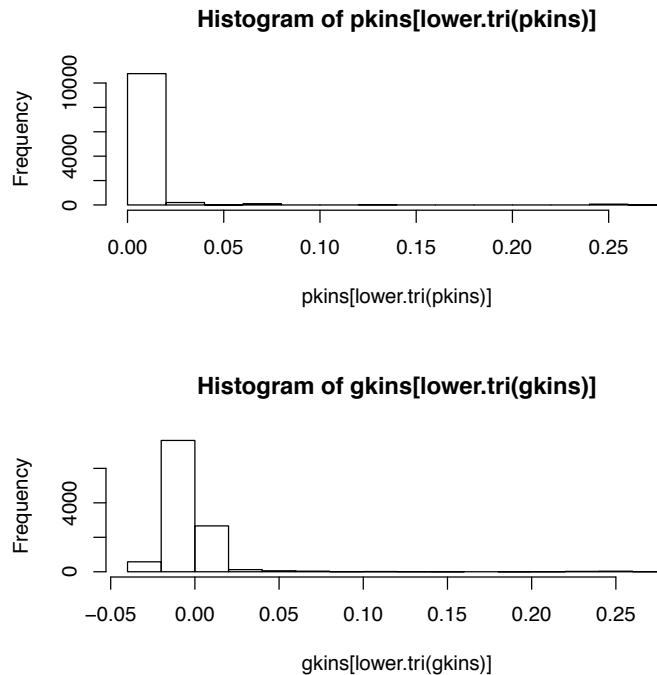 Histogram of pkins[lower.tri(pkins)]
Frequency
10000
4000
0
0.00 0.05 0.10 0.15 0.20 0.25
pkins[lower.tri(pkins)]
Histogram of gkins[lower.tri(gkins)]
Frequency
4000
0
−0.05 0.00 0.05 0.10 0.15 0.20 0.25
gkins[lower.tri(gkins)]